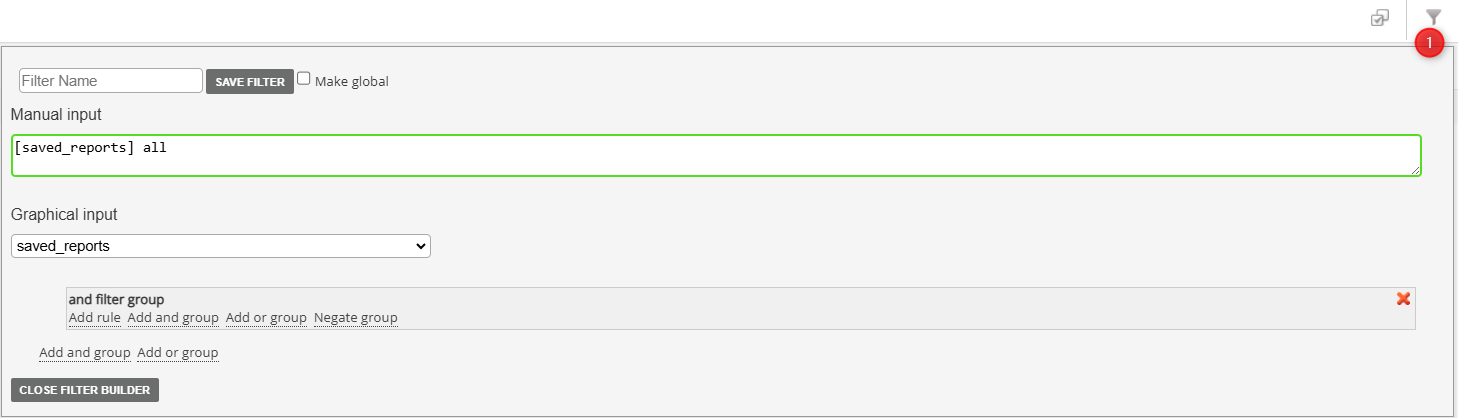 1
Filter Name SAVE FILTER Make global
Manual input
[saved_reports] all
Graphical input
saved_reports
and filter group
Add rule Add and group Add or group Negate group
Add and group Add or group
CLOSE FILTER BUILDER